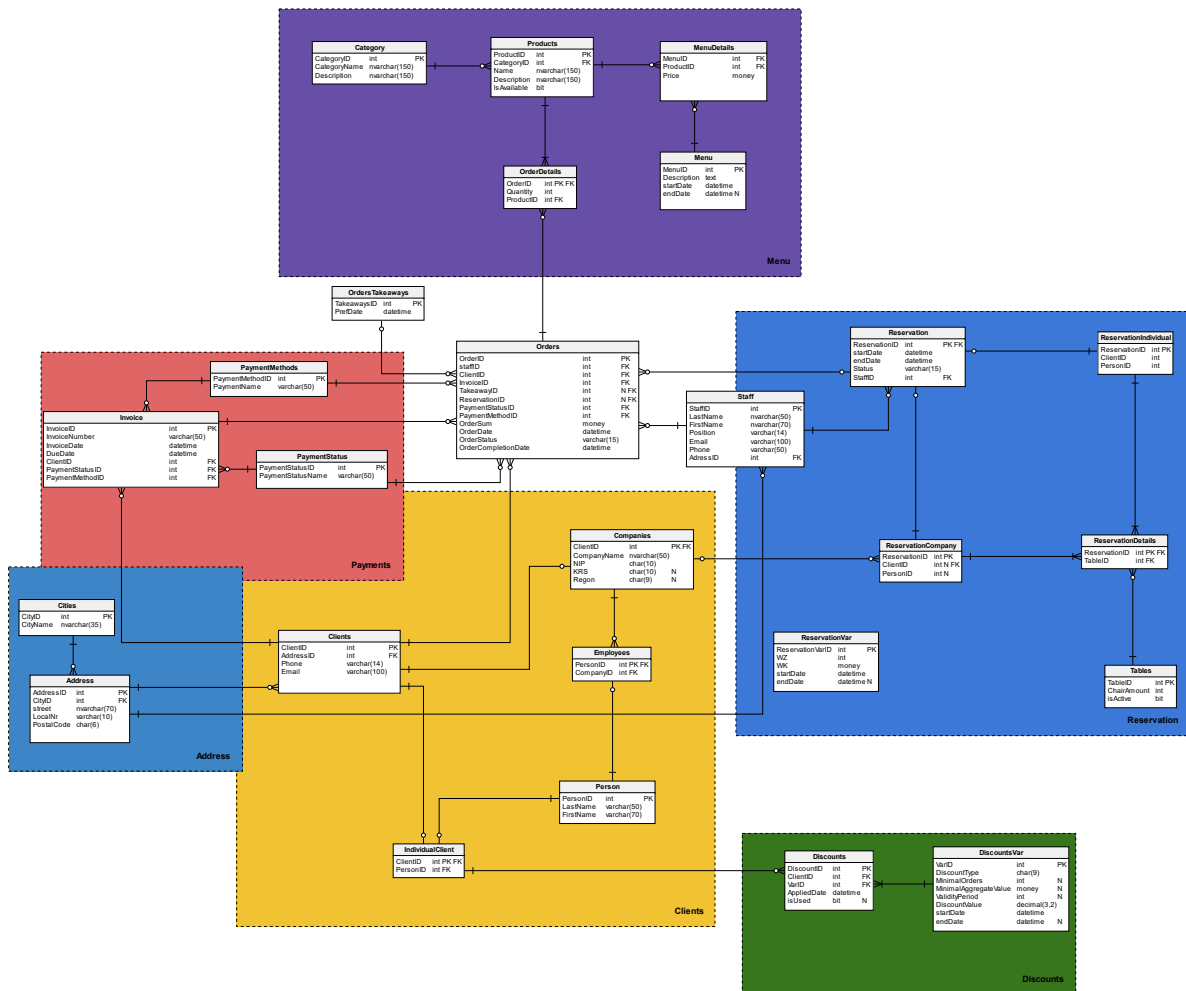 Category
CategoryID int PK
CategoryName nvarchar(150)
Description nvarchar(150)
Products
ProductID int PK
CategoryID int FK
Name nvarchar(150)
Description nvarchar(150)
IsAvailable bit
MenuDetails
MenuID int FK
ProductID int FK
Price money
OrderDetails
OrderID int PK FK
Quantity int
ProductID int FK
Menu
MenuID int PK
Description text
startDate datetime
endDate datetime N
Menu
OrdersTakeaways
TakeawaysID int PK
PrefDate datetime
Orders
OrderID int PK
staffID int FK
ClientID int FK
InvoiceID int FK
TakeawayID int N FK
ReservationID int N FK
PaymentStatusID int FK
PaymentMethodID int FK
OrderSum money
OrderDate datetime
OrderStatus varchar(15)
OrderCompletionDate datetime
PaymentMethods
PaymentMethodID int PK
PaymentName varchar(50)
Invoice
InvoiceID int PK
InvoiceNumber varchar(50)
InvoiceDate datetime
DueDate datetime
ClientID int FK
PaymentStatusID int FK
PaymentMethodID int FK
PaymentStatus
PaymentStatusID int PK
PaymentStatusName varchar(50)
Payments
Staff
StaffID int PK
LastName varchar(50)
FirstName varchar(70)
Position varchar(14)
Email varchar(100)
Phone varchar(50)
AdressID int FK
Reservation
ReservationID int PK FK
startDate datetime
endDate datetime
Status varchar(15)
StaffID int FK
ReservationIndividual
ReservationID int PK
ClientID int
PersonID int
ReservationCompany
ReservationID int PK
ClientID int N FK
PersonID int N
ReservationDetails
ReservationID int PK FK
TableID int FK
ReservationVar
ReservationVarID int PK
WZ int
WK money
startDate datetime
endDate datetime N
Tables
TableID int PK
ChairAmount int
isActive bit
Reservation
Cities
CityID int PK
CityName nvarchar(35)
Address
AddressID int PK
CityID int FK
street nvarchar(70)
LocalNr varchar(10)
PostalCode char(6)
Address
Companies
ClientID int PK FK
CompanyName nvarchar(50)
NIP char(10)
KRS char(10) N
Regon char(9) N
Clients
ClientID int PK
AddressID int FK
Phone varchar(14)
Email varchar(100)
Employees
PersonID int PK FK
CompanyID int FK
Person
PersonID int PK
LastName varchar(50)
FirstName varchar(70)
IndividualClient
ClientID int PK FK
PersonID int FK
Clients
Discounts
DiscountID int PK
ClientID int FK
VarID int FK
AppliedDate datetime
isUsed bit N
DiscountsVar
VarID int PK
DiscountType char(9)
MinimalOrders int N
MinimalAggregateValue money N
ValidityPeriod int N
DiscountValue decimal(3,2)
startDate datetime
endDate datetime N
Discounts